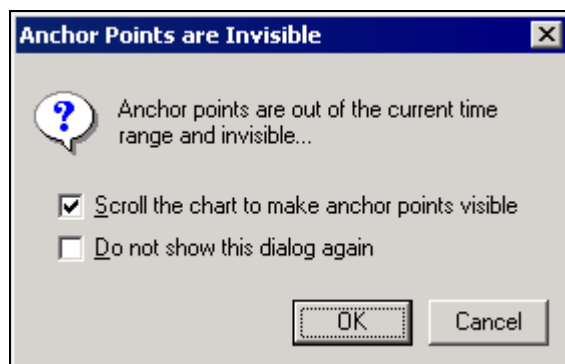 Anchor Points are Invisible
Anchor points are out of the current time
range and invisible...
Scroll the chart to make anchor points visible
Do not show this dialog again
OK
Cancel